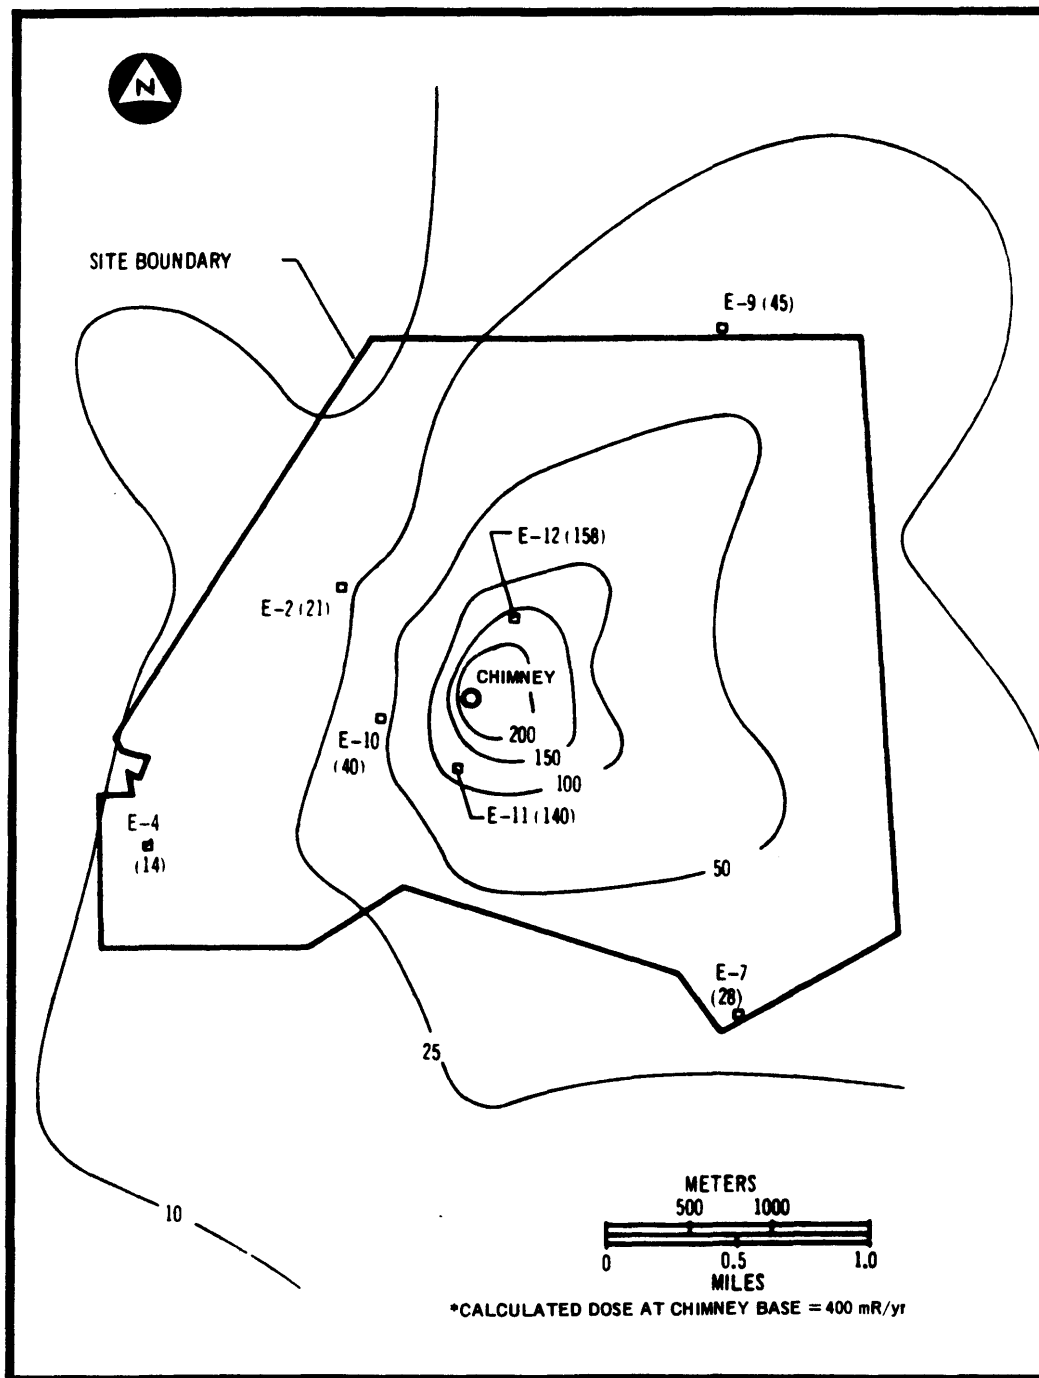 N
SITE BOUNDARY
E-9 (45)
E-12 (158)
E-2 (21)
CHIMNEY
200
E-10
(40)
150
100
E-11 (140)
E-4
(14)
50
E-7
(28)
25
METERS
500 1000
10
0 0.5 1.0
MILES
*CALCULATED DOSE AT CHIMNEY BASE = 400 mR/yr